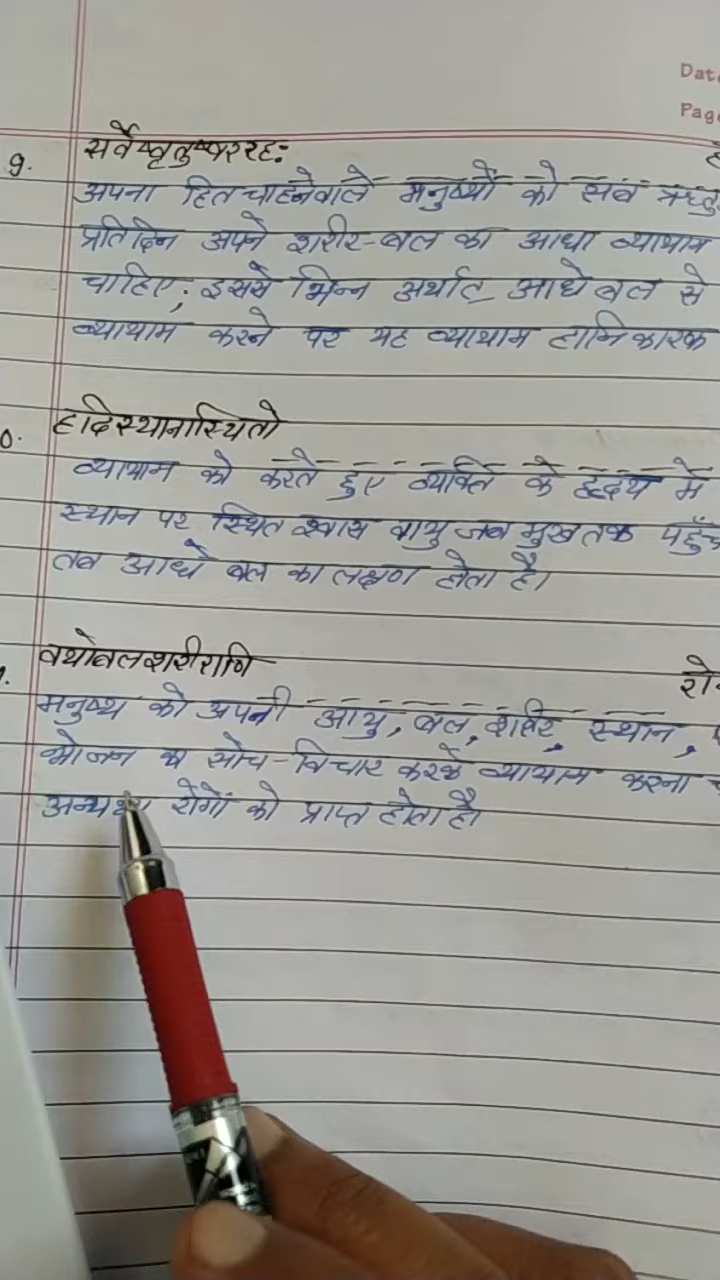 Date
Page
9. सर्वेष्वृतुष्वरहः
अपना हित चाहनेवाले मनुष्यों को सब
प्रतिदिन अपने शरीर-बल का आधा व्यायाम
चाहिए; इससे भिन्न अर्थात् आधे बल से
व्यायाम करने पर यह व्यायाम हानिकारक
0. हृदिस्थानास्थितो
व्यायाम को करते हुए व्यक्ति के हृदय में
स्थान पर स्थित श्वास वायु जब मुख तक पहुँच
तब आधे बल का लक्षण होता है।
वयोबलशरीराणि
मनुष्य को अपनी आयु, बल, शरीर, स्थान,
भोजन का सोच-विचार करके व्यायाम करना
अन्यथा रोगों को प्राप्त होता है।